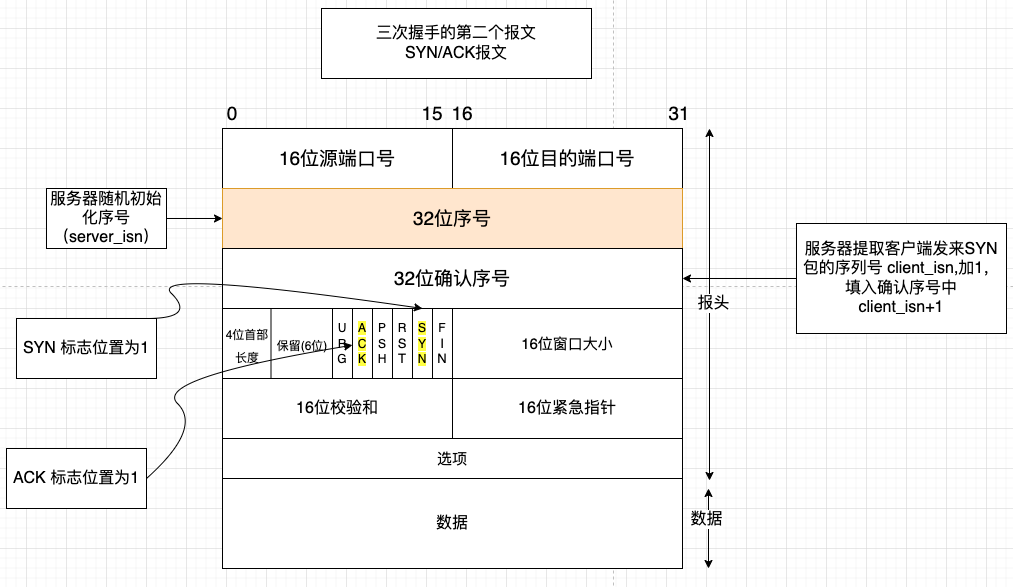 三次握手的第二个报文
SYN/ACK报文
0
15
16
31
16位源端口号
16位目的端口号
服务器随机初始
化序号
（server_isn）
32位序号
32位确认序号
服务器提取客户端发来SYN
包的序列号 client_isn,加1，
填入确认序号中
client_isn+1
报头
SYN 标志位置为1
4位首部
长度
保留(6位)
URG
ACK
PSH
RST
SYN
FIN
16位窗口大小
16位校验和
16位紧急指针
ACK 标志位置为1
选项
数据
数据